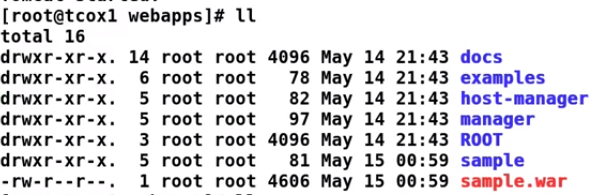 [root@tcox1 webapps]# ll
total 16
drwxr-xr-x. 14 root root 4096 May 14 21:43 docs
drwxr-xr-x. 6 root root 78 May 14 21:43 examples
drwxr-xr-x. 5 root root 82 May 14 21:43 host-manager
drwxr-xr-x. 5 root root 97 May 14 21:43 manager
drwxr-xr-x. 3 root root 4096 May 14 21:43 ROOT
drwxr-xr-x. 5 root root 81 May 15 00:59 sample
-rw-r--r--. 1 root root 4606 May 15 00:59 sample.war